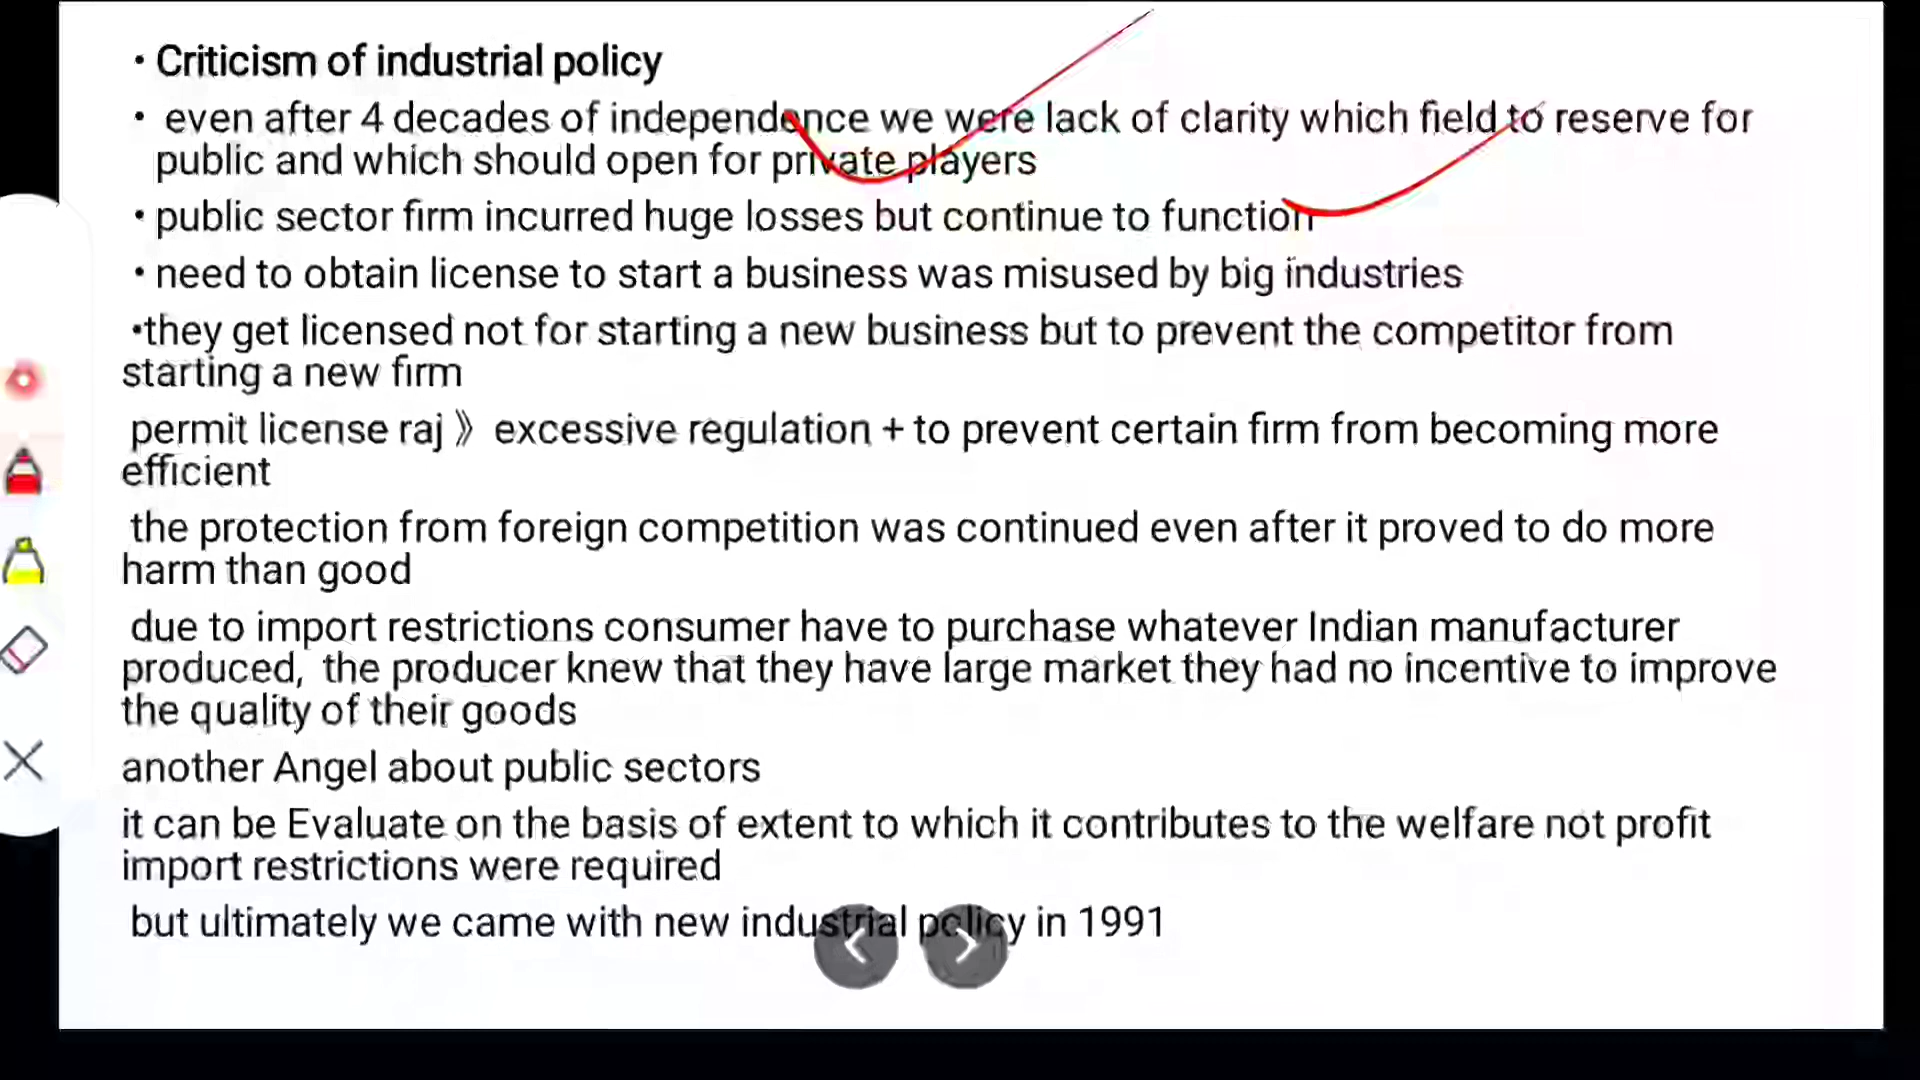 • Criticism of industrial policy
• even after 4 decades of independence we were lack of clarity which field to reserve for
public and which should open for private players
• public sector firm incurred huge losses but continue to function
• need to obtain license to start a business was misused by big industries
•they get licensed not for starting a new business but to prevent the competitor from
starting a new firm
permit license raj 》 excessive regulation + to prevent certain firm from becoming more
efficient
the protection from foreign competition was continued even after it proved to do more
harm than good
due to import restrictions consumer have to purchase whatever Indian manufacturer
produced, the producer knew that they have large market they had no incentive to improve
the quality of their goods
another Angel about public sectors
it can be Evaluate on the basis of extent to which it contributes to the welfare not profit
import restrictions were required
but ultimately we came with new industrial policy in 1991